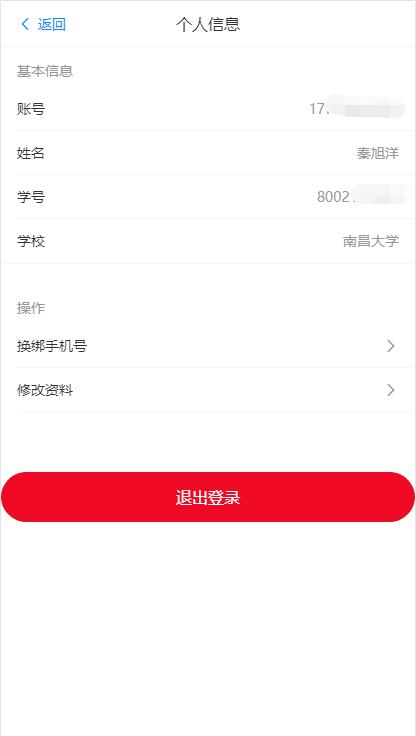 返回
个人信息
基本信息
账号 17.
姓名 秦旭洋
学号 8002
学校 南昌大学
操作
换绑手机号
修改资料
退出登录